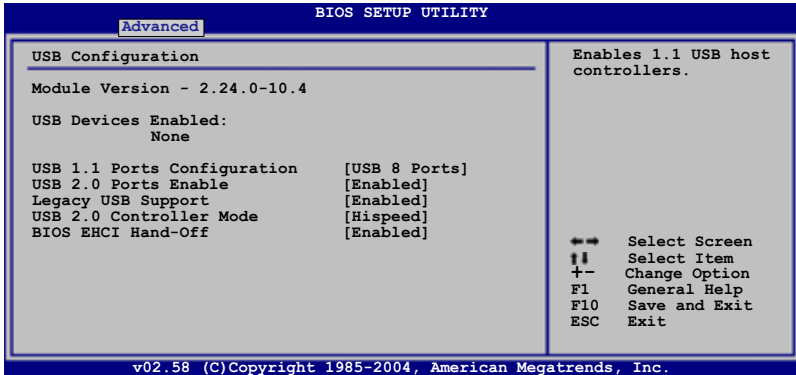 BIOS SETUP UTILITY
Advanced
USB Configuration
Module Version - 2.24.0-10.4
USB Devices Enabled:
None
USB 1.1 Ports Configuration [USB 8 Ports]
USB 2.0 Ports Enable [Enabled]
Legacy USB Support [Enabled]
USB 2.0 Controller Mode [Hispeed]
BIOS EHCI Hand-Off [Enabled]
Enables 1.1 USB host
controllers.
←→ Select Screen
↑↓ Select Item
+- Change Option
F1 General Help
F10 Save and Exit
ESC Exit
v02.58 (C)Copyright 1985-2004, American Megatrends, Inc.